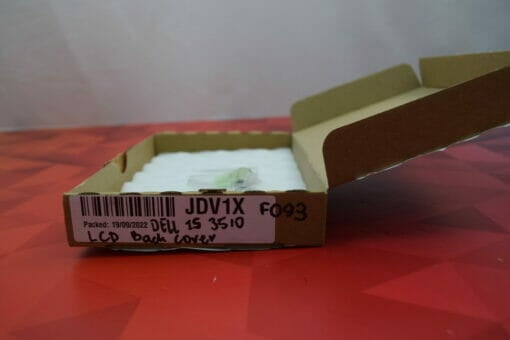 JDV1X F093
Packed: 19/09/2022 DELL 15 3510
LCD Back cover